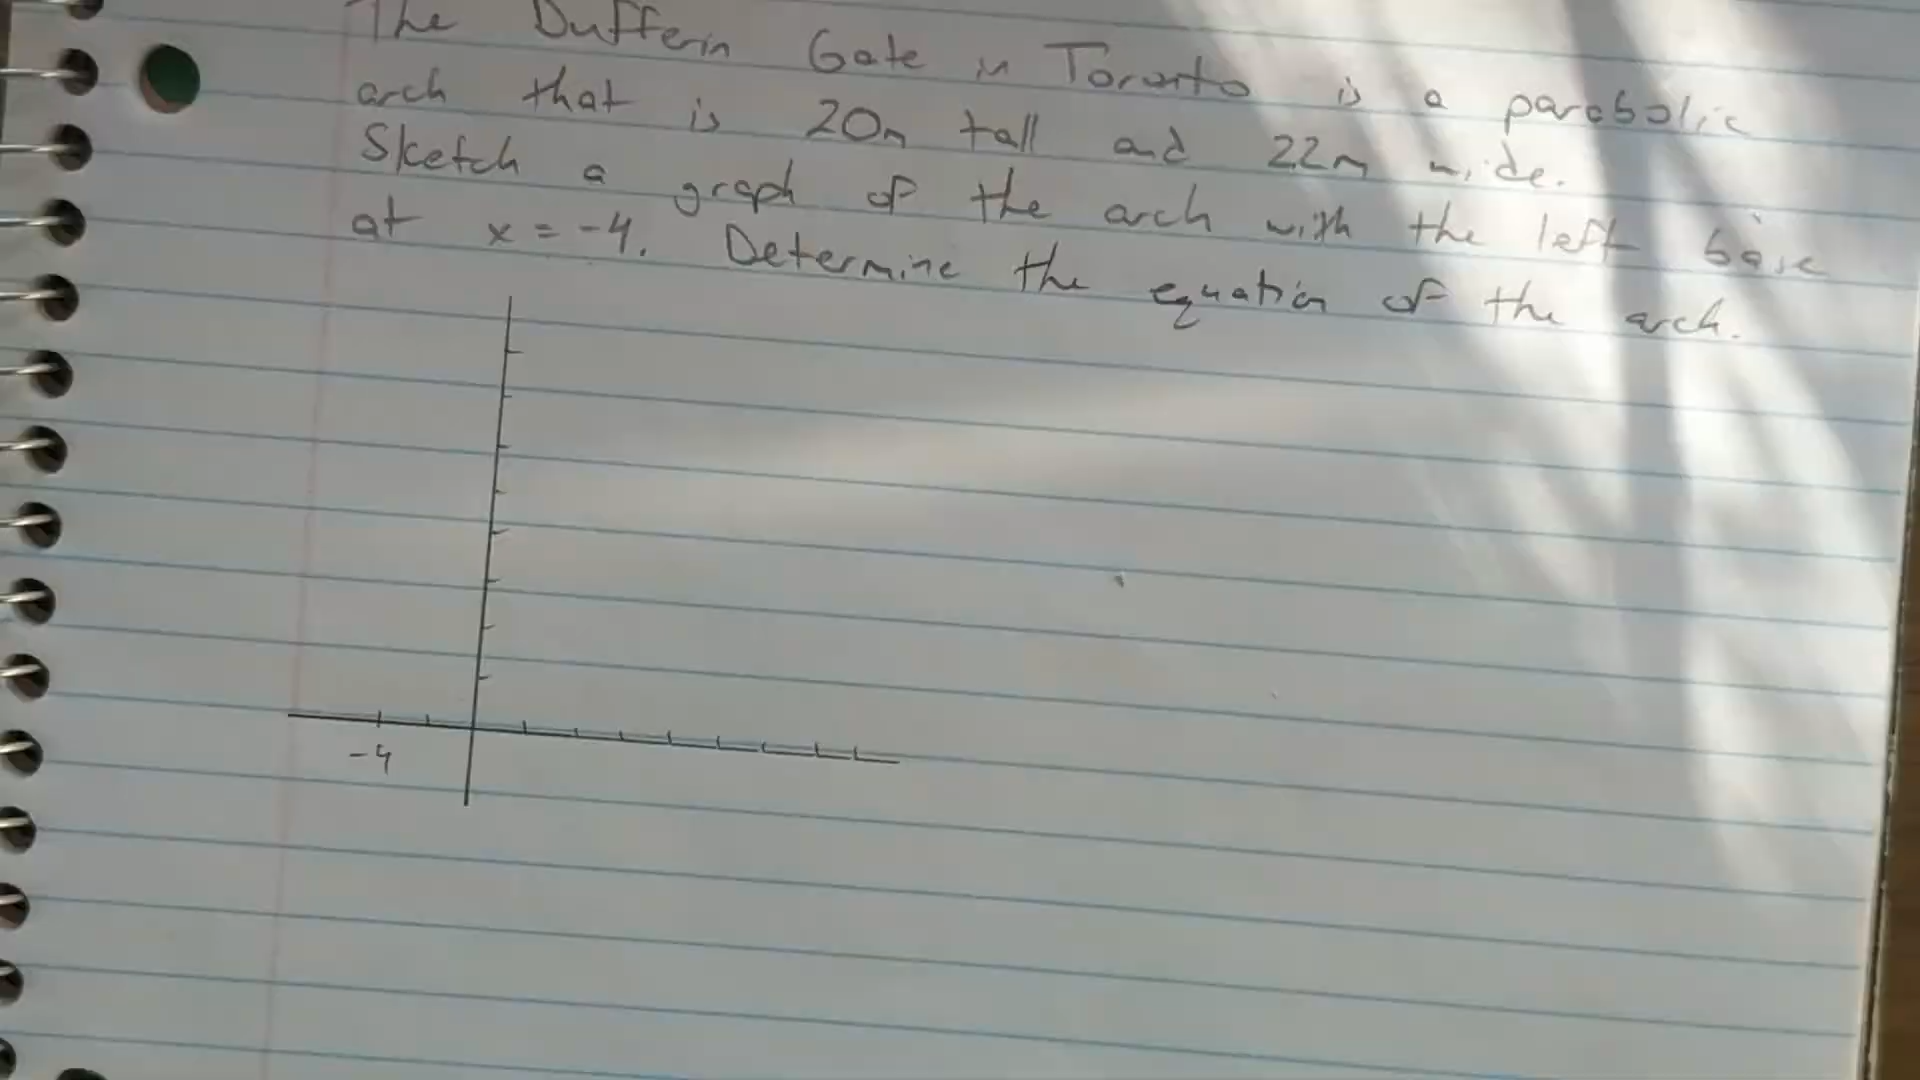 The Dufferin Gate in Toronto is a parabolic
arch that is 20m tall and 22m wide.
Sketch a graph of the arch with the left base
at x = -4. Determine the equation of the arch.
-4